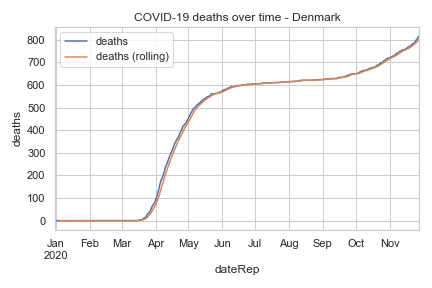 COVID-19 deaths over time - Denmark
deaths
deaths (rolling)
800
700
600
500
400
300
200
100
0
deaths
Jan Feb Mar Apr May Jun Jul Aug Sep Oct Nov
2020
dateRep